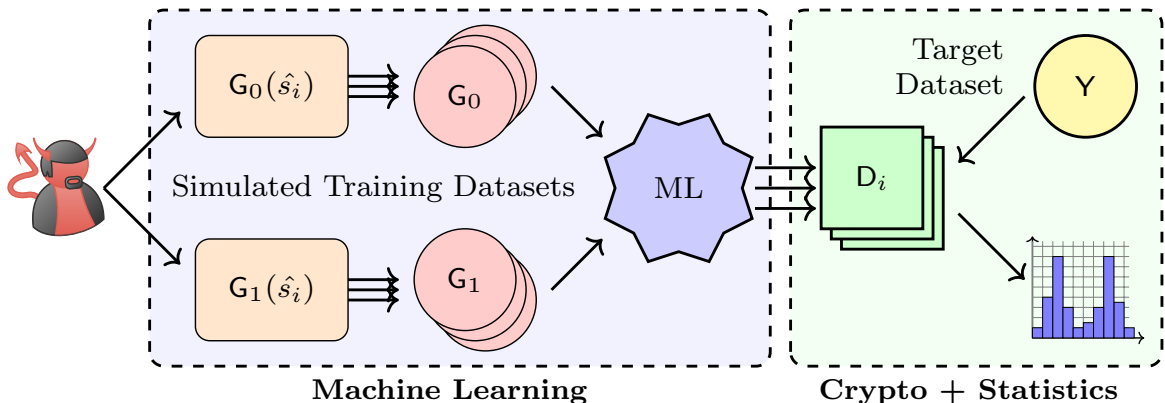 G₀(ŝᵢ)
G₀
Simulated Training Datasets
ML
G₁(ŝᵢ)
G₁
Machine Learning
Target
Dataset
Y
Dᵢ
Crypto + Statistics